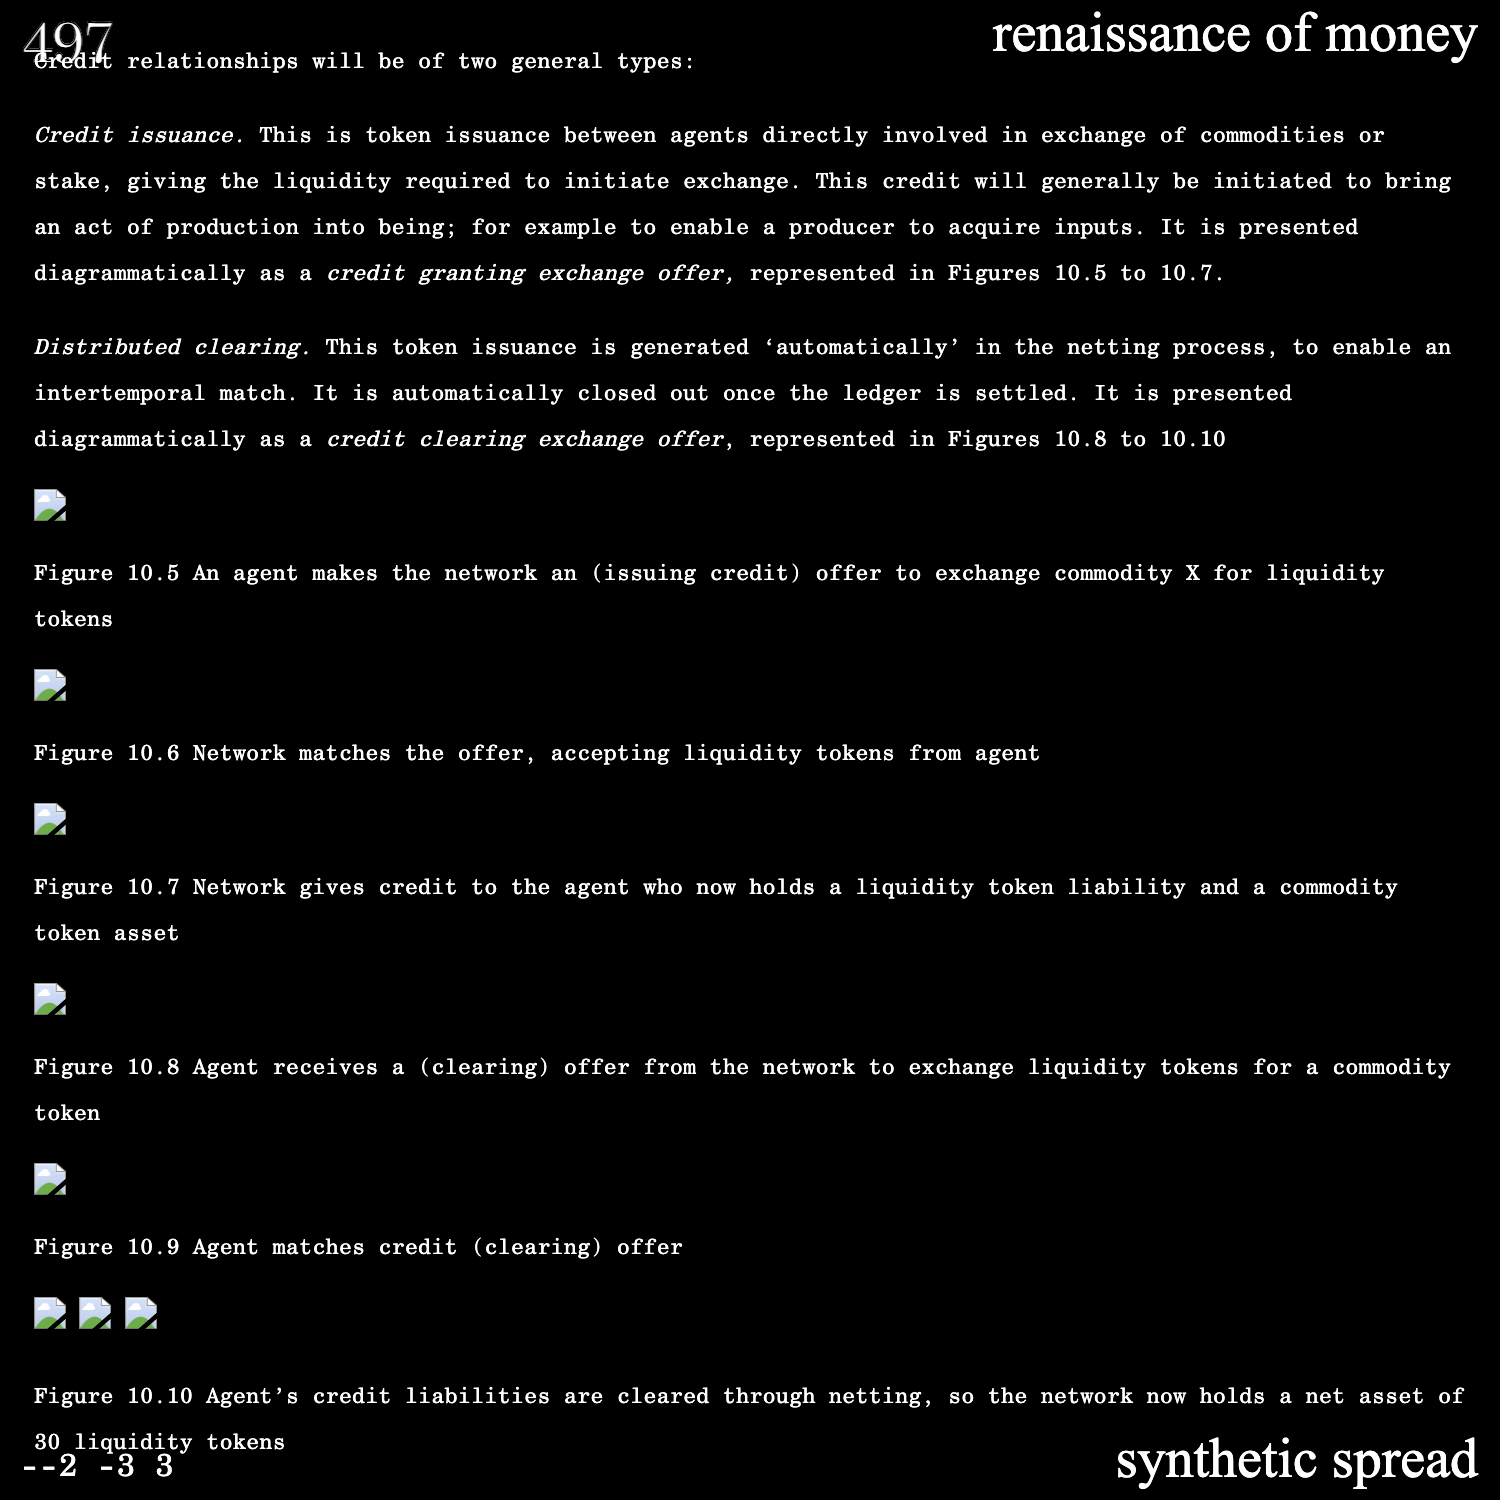 497
renaissance of money
Credit relationships will be of two general types:
Credit issuance. This is token issuance between agents directly involved in exchange of commodities or
stake, giving the liquidity required to initiate exchange. This credit will generally be initiated to bring
an act of production into being; for example to enable a producer to acquire inputs. It is presented
diagrammatically as a credit granting exchange offer, represented in Figures 10.5 to 10.7.
Distributed clearing. This token issuance is generated ‘automatically’ in the netting process, to enable an
intertemporal match. It is automatically closed out once the ledger is settled. It is presented
diagrammatically as a credit clearing exchange offer, represented in Figures 10.8 to 10.10
Figure 10.5 An agent makes the network an (issuing credit) offer to exchange commodity X for liquidity
tokens
Figure 10.6 Network matches the offer, accepting liquidity tokens from agent
Figure 10.7 Network gives credit to the agent who now holds a liquidity token liability and a commodity
token asset
Figure 10.8 Agent receives a (clearing) offer from the network to exchange liquidity tokens for a commodity
token
Figure 10.9 Agent matches credit (clearing) offer
Figure 10.10 Agent’s credit liabilities are cleared through netting, so the network now holds a net asset of
30 liquidity tokens
--2 -3 3
synthetic spread